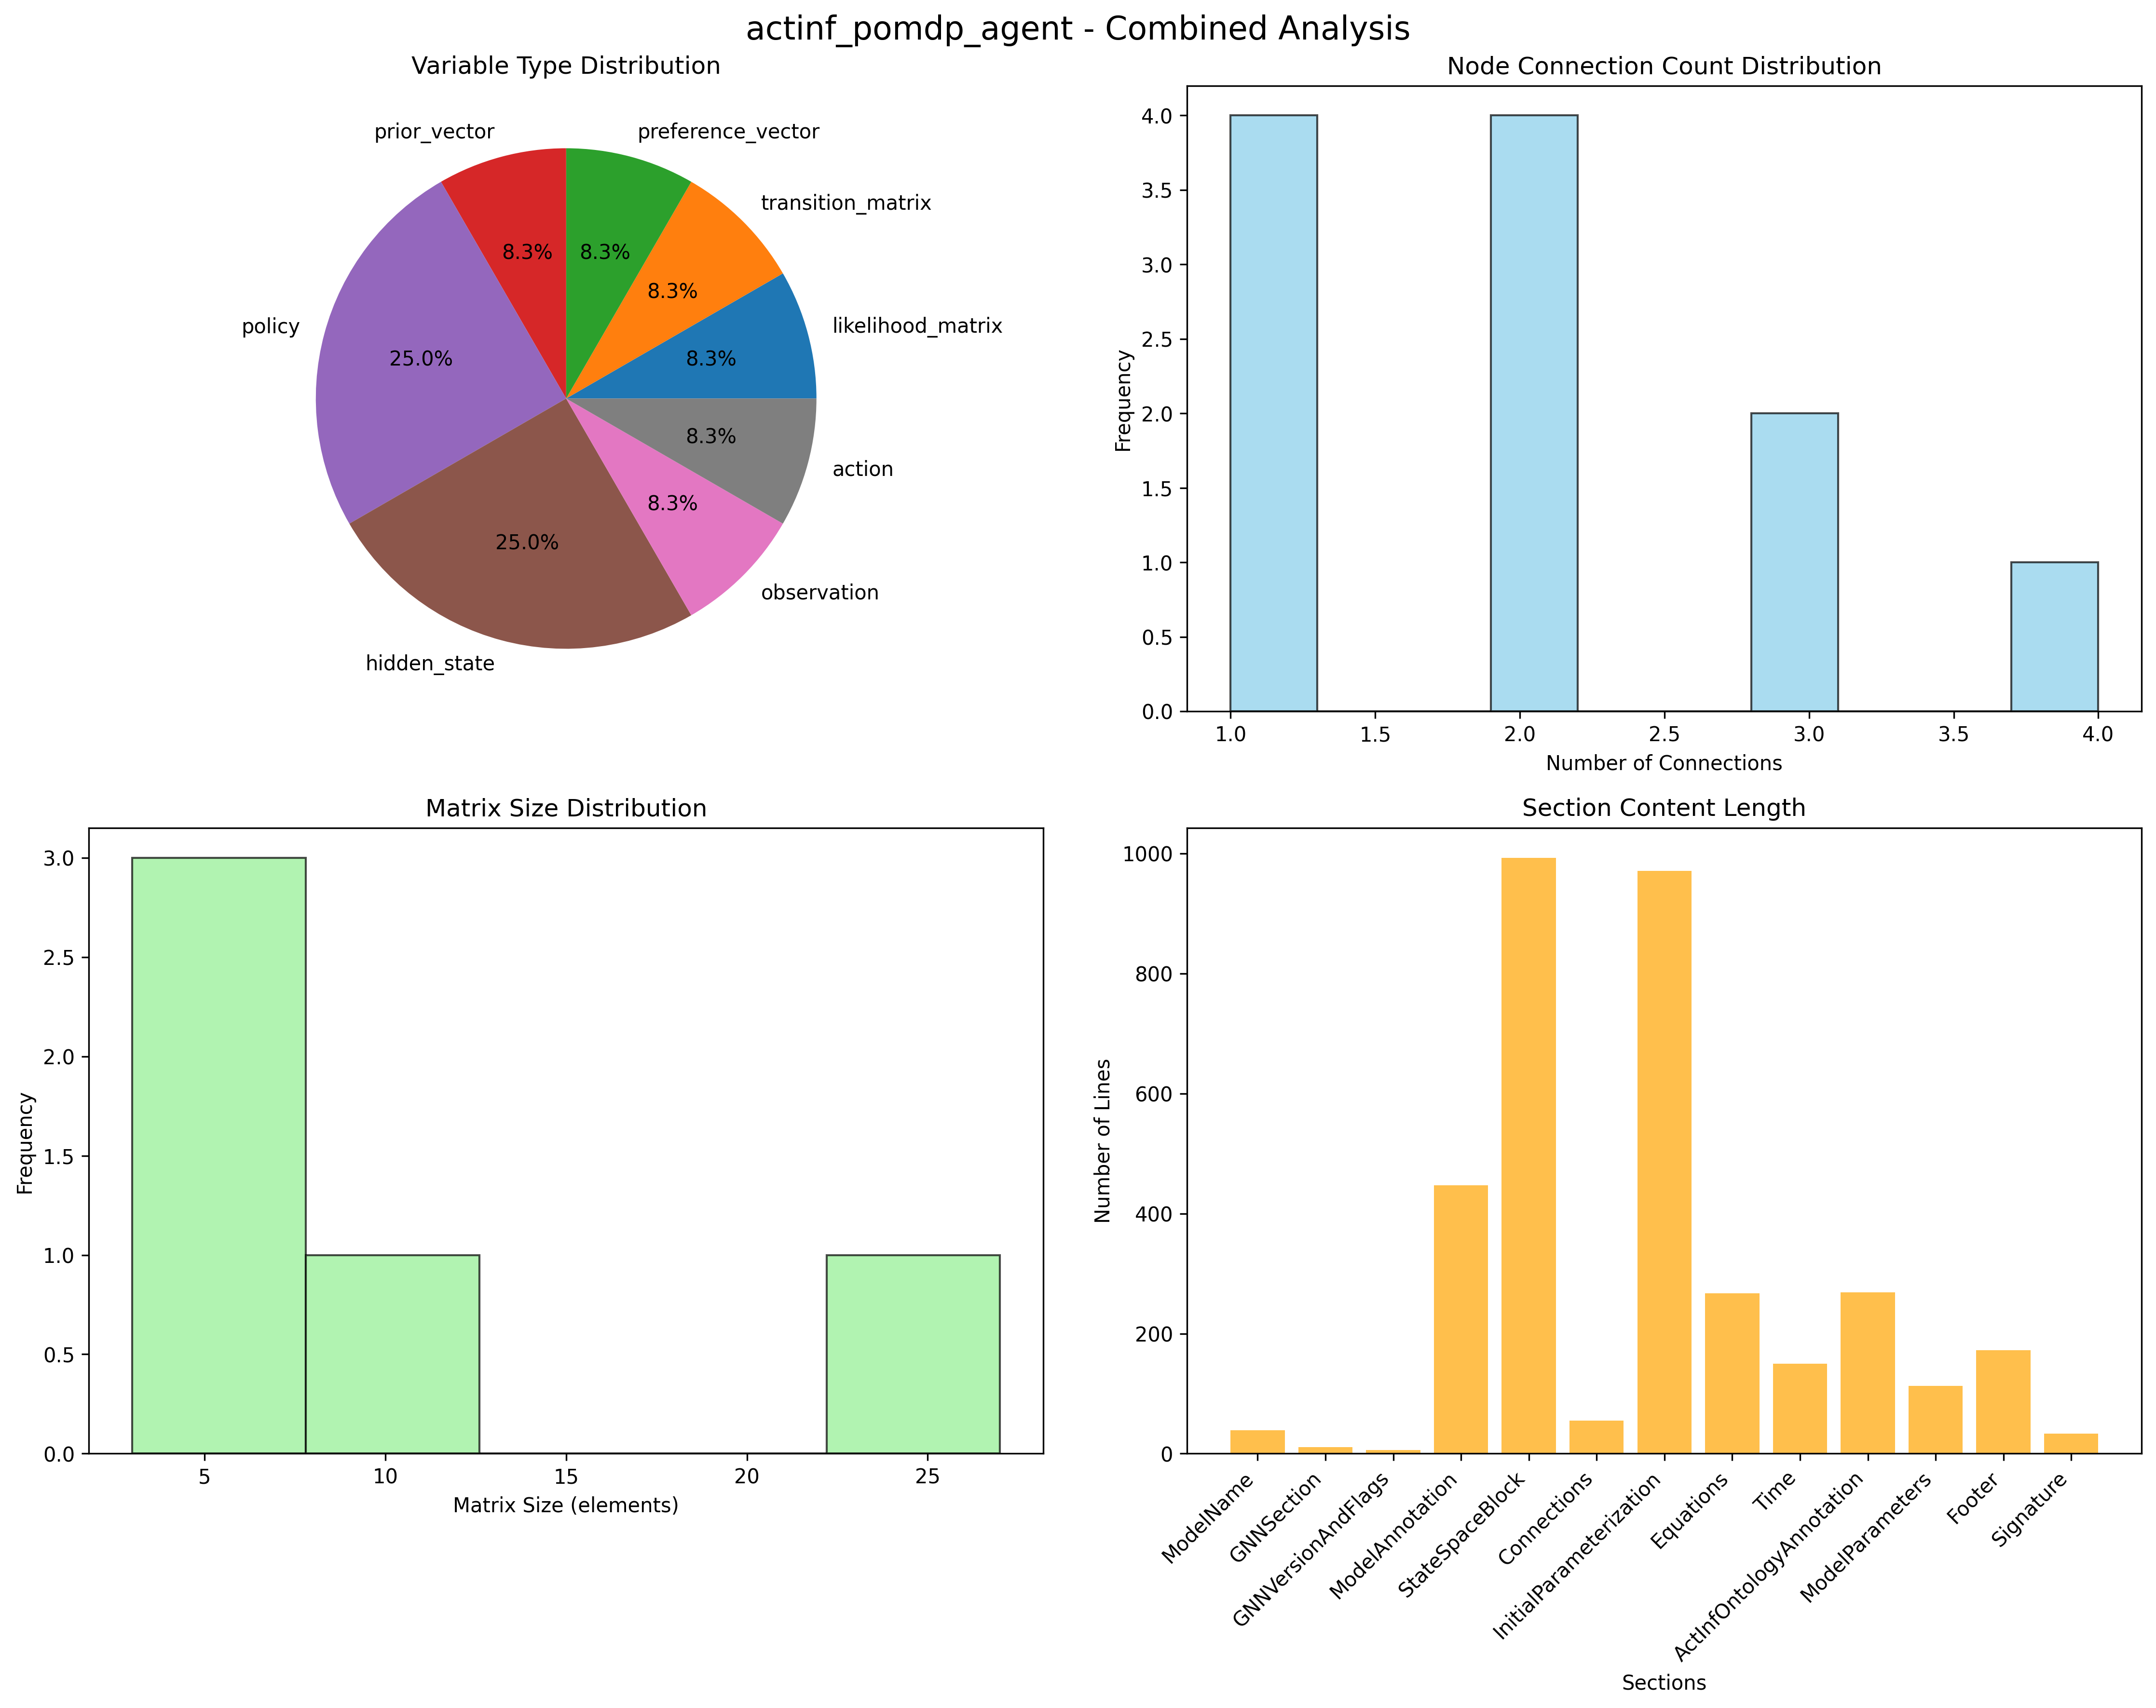 actinf_pomdp_agent - Combined Analysis
Variable Type Distribution
prior_vector
preference_vector
transition_matrix
likelihood_matrix
policy
action
observation
hidden_state
8.3%
8.3%
8.3%
8.3%
25.0%
8.3%
8.3%
25.0%
Node Connection Count Distribution
Frequency
4.0
3.5
3.0
2.5
2.0
1.5
1.0
0.5
0.0
1.0 1.5 2.0 2.5 3.0 3.5 4.0
Number of Connections
Matrix Size Distribution
Frequency
3.0
2.5
2.0
1.5
1.0
0.5
0.0
5 10 15 20 25
Matrix Size (elements)
Section Content Length
Number of Lines
1000
800
600
400
200
0
ModelName
GNNSection
GNNVersionAndFlags
ModelAnnotation
StateSpaceBlock
Connections
InitialParameterization
Equations
Time
ActInfOntologyAnnotation
ModelParameters
Footer
Signature
Sections